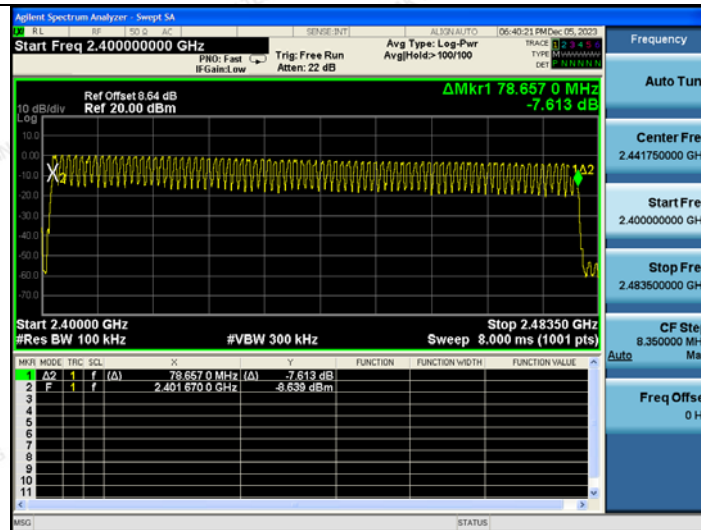 Agilent Spectrum Analyzer - Swept SA
RL RF 50 Ω AC SENSE:INT ALIGN AUTO 06:40:21 PM Dec 05, 2023
Start Freq 2.400000000 GHz
PNO: Fast
IFGain:Low
Trig: Free Run
Atten: 22 dB
Avg Type: Log-Pwr
Avg|Hold:>100/100
TRACE 1 2 3 4 5 6
TYPE M
DET P N N N N N
Ref Offset 8.64 dB
Ref 20.00 dBm
10 dB/div
Log
ΔMkr1 78.657 0 MHz
-7.613 dB
10.0
0.00
-10.0
-20.0
-30.0
-40.0
-50.0
-60.0
-70.0
2
1Δ2
Start 2.40000 GHz
Stop 2.48350 GHz
#Res BW 100 kHz
#VBW 300 kHz
Sweep 8.000 ms (1001 pts)
MKR MODE TRC SCL X Y FUNCTION FUNCTION WIDTH FUNCTION VALUE
1 Δ2 1 f (Δ) 78.657 0 MHz (Δ) -7.613 dB
2 F 1 f 2.401 670 0 GHz -8.639 dBm
3
4
5
6
7
8
9
10
11
MSG
STATUS
Frequency
Auto Tun
Center Fre
2.441750000 GH
Start Fre
2.400000000 GH
Stop Fre
2.483500000 GH
CF Ste
8.350000 MH
Auto Ma
Freq Offse
0 H